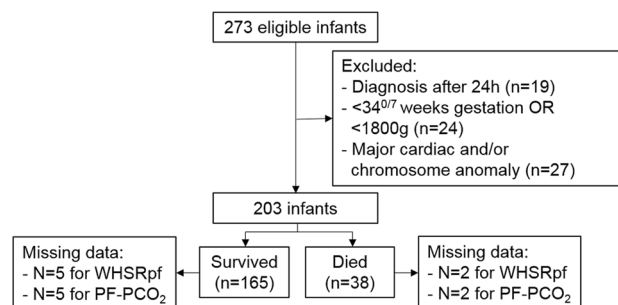 273 eligible infants
Excluded:
- Diagnosis after 24h (n=19)
- <34⁰/⁷ weeks gestation OR
<1800g (n=24)
- Major cardiac and/or
chromosome anomaly (n=27)
203 infants
Missing data:
- N=5 for WHSRpf
- N=5 for PF-PCO₂
Survived
(n=165)
Died
(n=38)
Missing data:
- N=2 for WHSRpf
- N=2 for PF-PCO₂